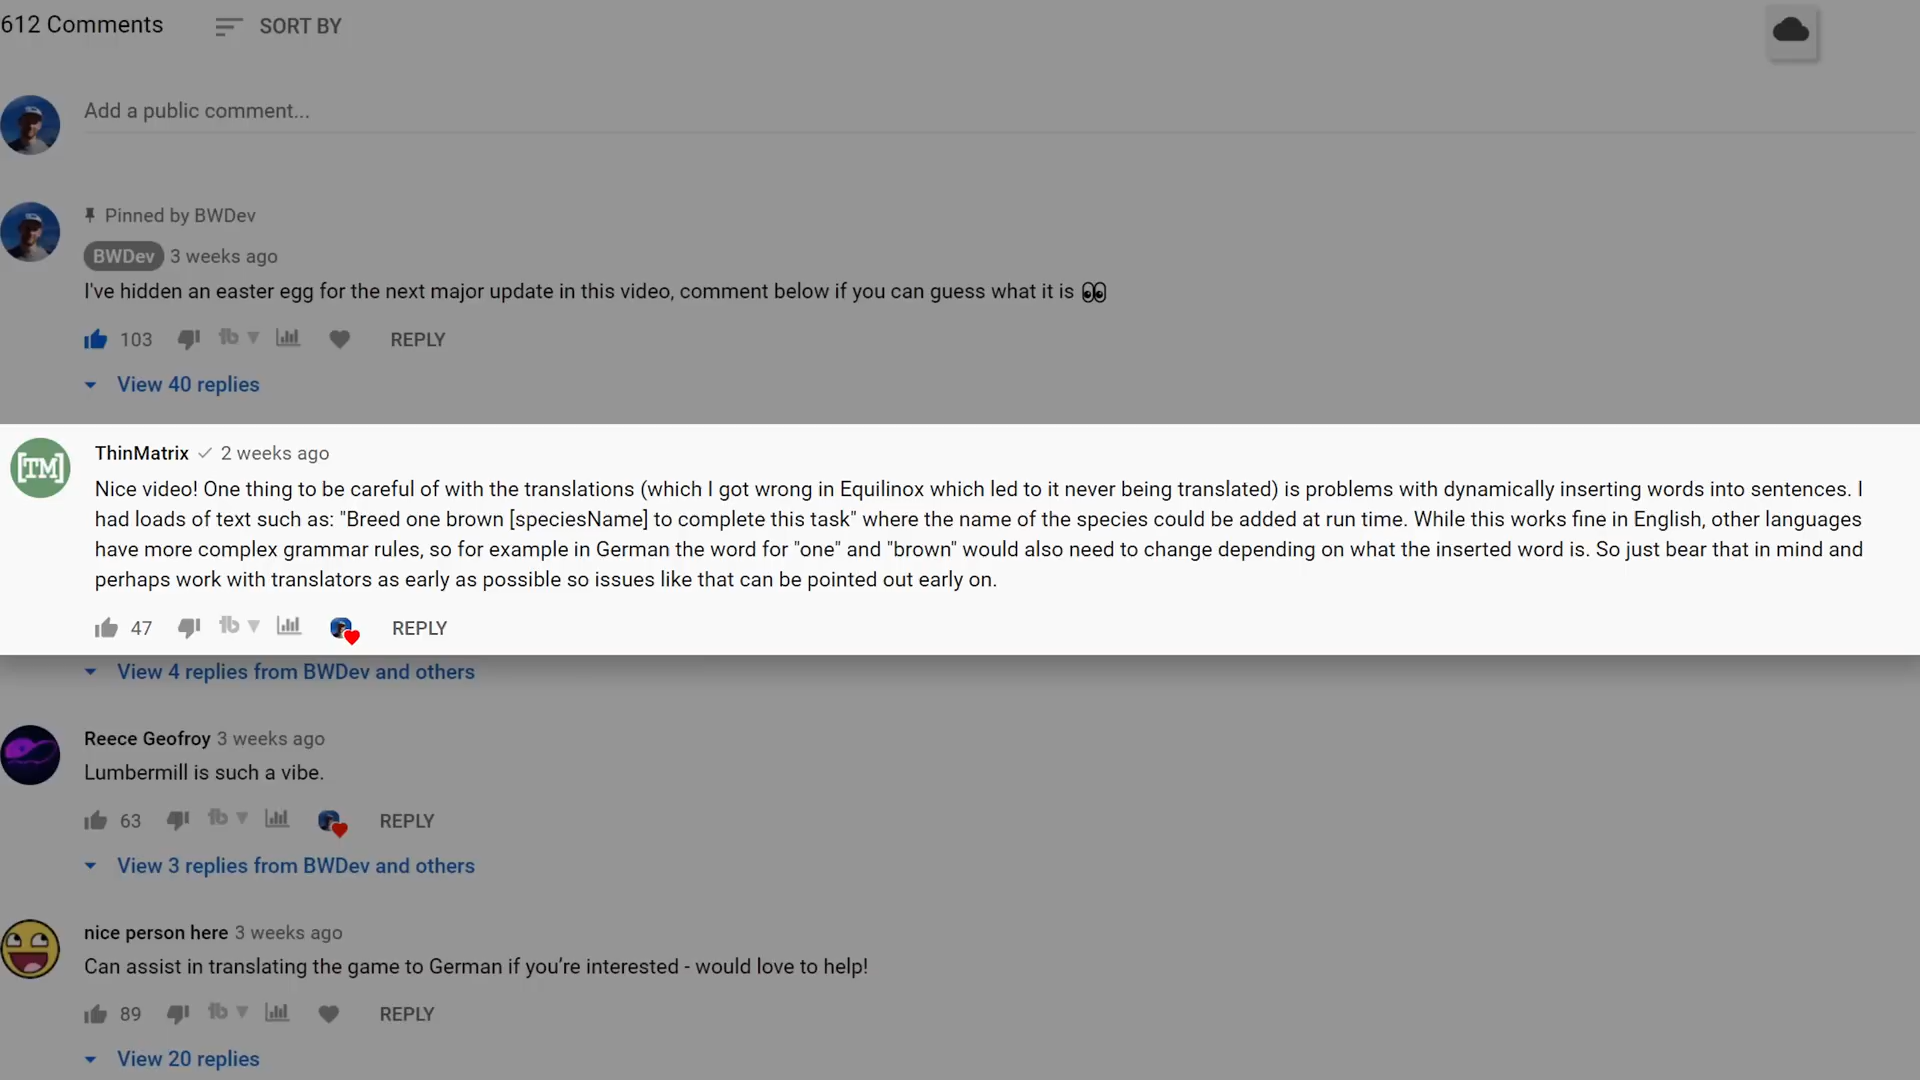 612 Comments
SORT BY
Add a public comment...
Pinned by BWDev
BWDev 3 weeks ago
I've hidden an easter egg for the next major update in this video, comment below if you can guess what it is 👀
103
REPLY
View 40 replies
[TM]
ThinMatrix 2 weeks ago
Nice video! One thing to be careful of with the translations (which I got wrong in Equilinox which led to it never being translated) is problems with dynamically inserting words into sentences. I
had loads of text such as: "Breed one brown [speciesName] to complete this task" where the name of the species could be added at run time. While this works fine in English, other languages
have more complex grammar rules, so for example in German the word for "one" and "brown" would also need to change depending on what the inserted word is. So just bear that in mind and
perhaps work with translators as early as possible so issues like that can be pointed out early on.
47
REPLY
View 4 replies from BWDev and others
Reece Geofroy 3 weeks ago
Lumbermill is such a vibe.
63
REPLY
View 3 replies from BWDev and others
nice person here 3 weeks ago
Can assist in translating the game to German if you’re interested - would love to help!
89
REPLY
View 20 replies